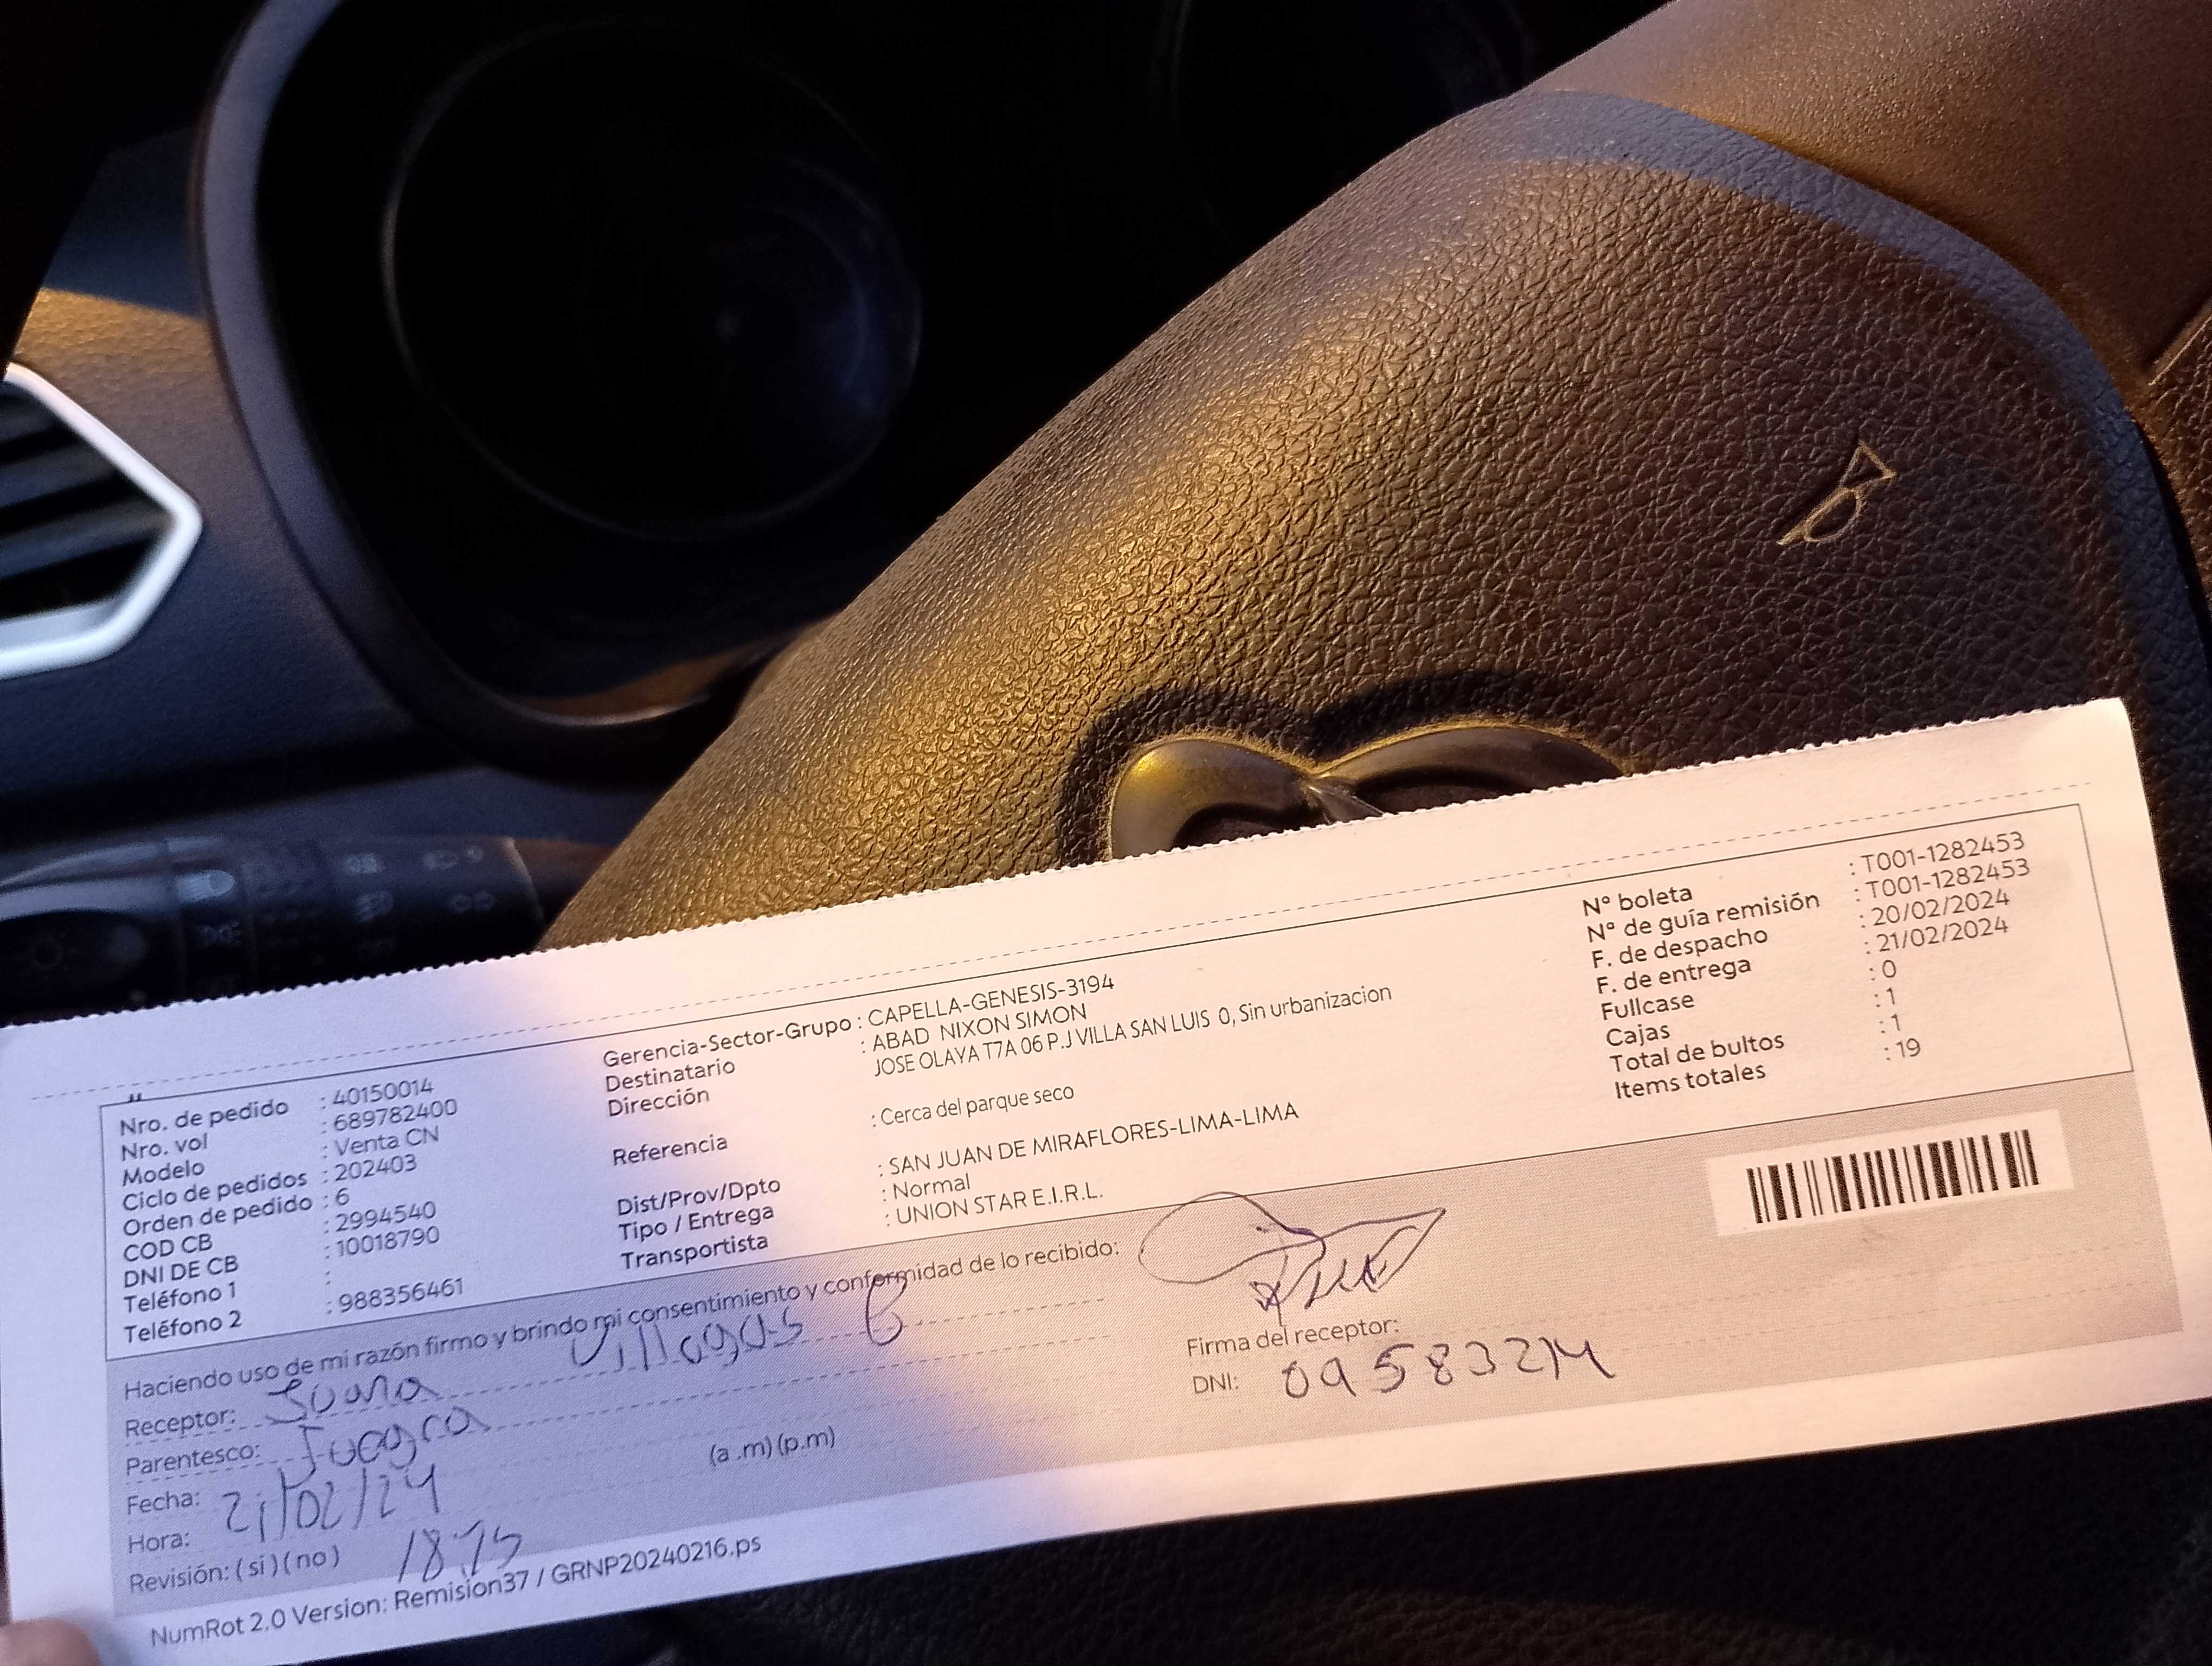 Nro. de pedido : 40150014
Nro. vol : 689782400
Modelo : Venta CN
Ciclo de pedidos : 202403
Orden de pedido : 6
COD CB : 2994540
DNI DE CB : 10018790
Teléfono 1 :
Teléfono 2 : 988356461
Gerencia-Sector-Grupo : CAPELLA-GENESIS-3194
Destinatario : ABAD NIXON SIMON
Dirección JOSE OLAYA T7A 06 P.J VILLA SAN LUIS 0, Sin urbanizacion
Referencia : Cerca del parque seco
Dist/Prov/Dpto : SAN JUAN DE MIRAFLORES-LIMA-LIMA
Tipo / Entrega : Normal
Transportista : UNION STAR E.I.R.L.
Nº boleta : T001-1282453
Nº de guía remisión : T001-1282453
F. de despacho : 20/02/2024
F. de entrega : 21/02/2024
Fullcase : 0
Cajas : 1
Total de bultos : 1
Items totales : 19
Haciendo uso de mi razón firmo y brindo mi consentimiento y conformidad de lo recibido:
Receptor: Juana Villegas B
Parentesco: Suegra
Fecha: 21/02/24
Hora: (a .m) (p.m)
Revisión: ( si ) ( no )
Firma del receptor:
DNI:
NumRot 2.0 Version: Remision37 / GRNP20240216.ps